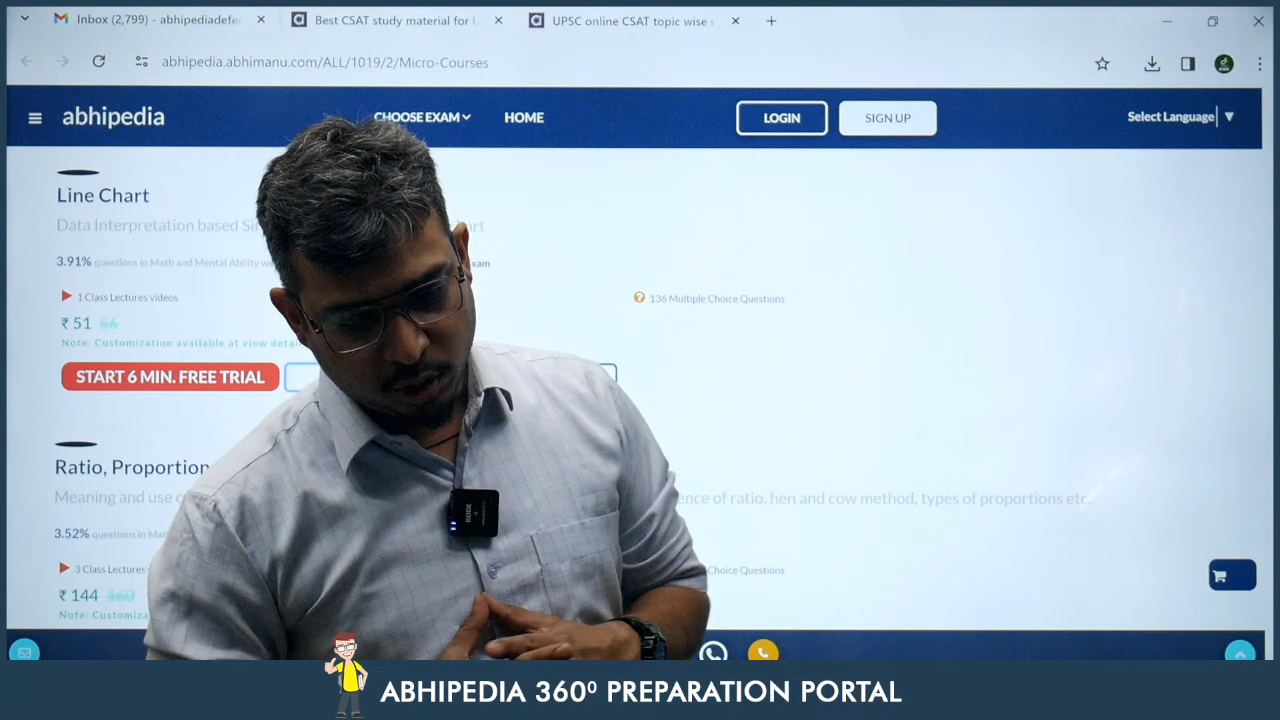 Inbox (2,799) - abhipediadefe
Best CSAT study material for U
UPSC online CSAT topic wise
abhipedia.abhimanu.com/ALL/1019/2/Micro-Courses
abhipedia
CHOOSE EXAM
HOME
LOGIN
SIGN UP
Select Language
Line Chart
Data Interpretation based
3.91% questions in Math and Mental Ability
1 Class Lectures videos
136 Multiple Choice Questions
₹ 51 56
Note: Customization available at view detai
START 6 MIN. FREE TRIAL
Ratio, Proportion
Meaning and use
of ratio, hen and cow method, types of proportions etc.
3.52% questions in
3 Class Lectures
Choice Questions
₹ 144 160
Note:
RODE
ABHIPEDIA 360⁰ PREPARATION PORTAL